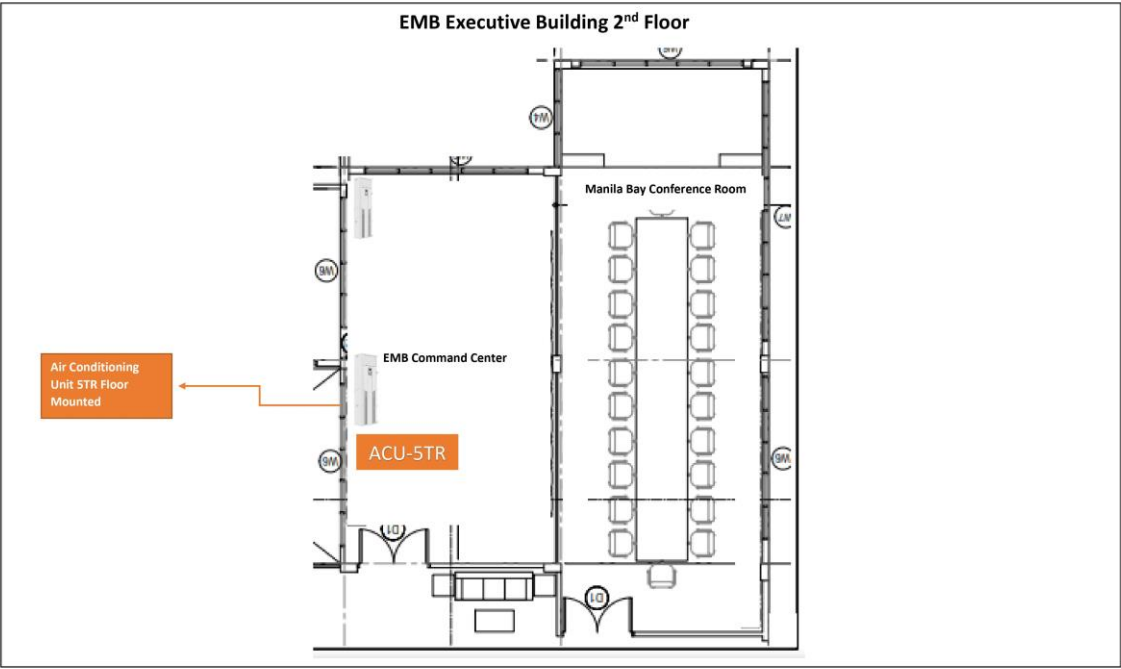 EMB Executive Building 2nd Floor
W4
Manila Bay Conference Room
W7
W6
EMB Command Center
Air Conditioning
Unit 5TR Floor
Mounted
ACU-5TR
W6
W6
D1
D1